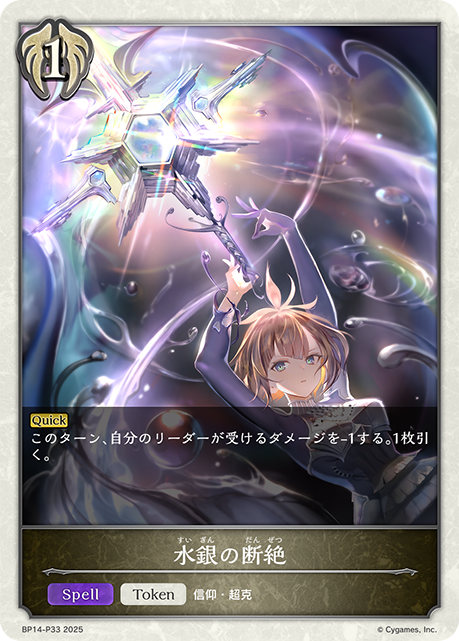 1
Quick
このターン、自分のリーダーが受けるダメージを-1する。1枚引
く。
すい ぎん だん ぜつ
水銀の断絶
Spell Token 信仰・超克
BP14-P33 2025 © Cygames, Inc.